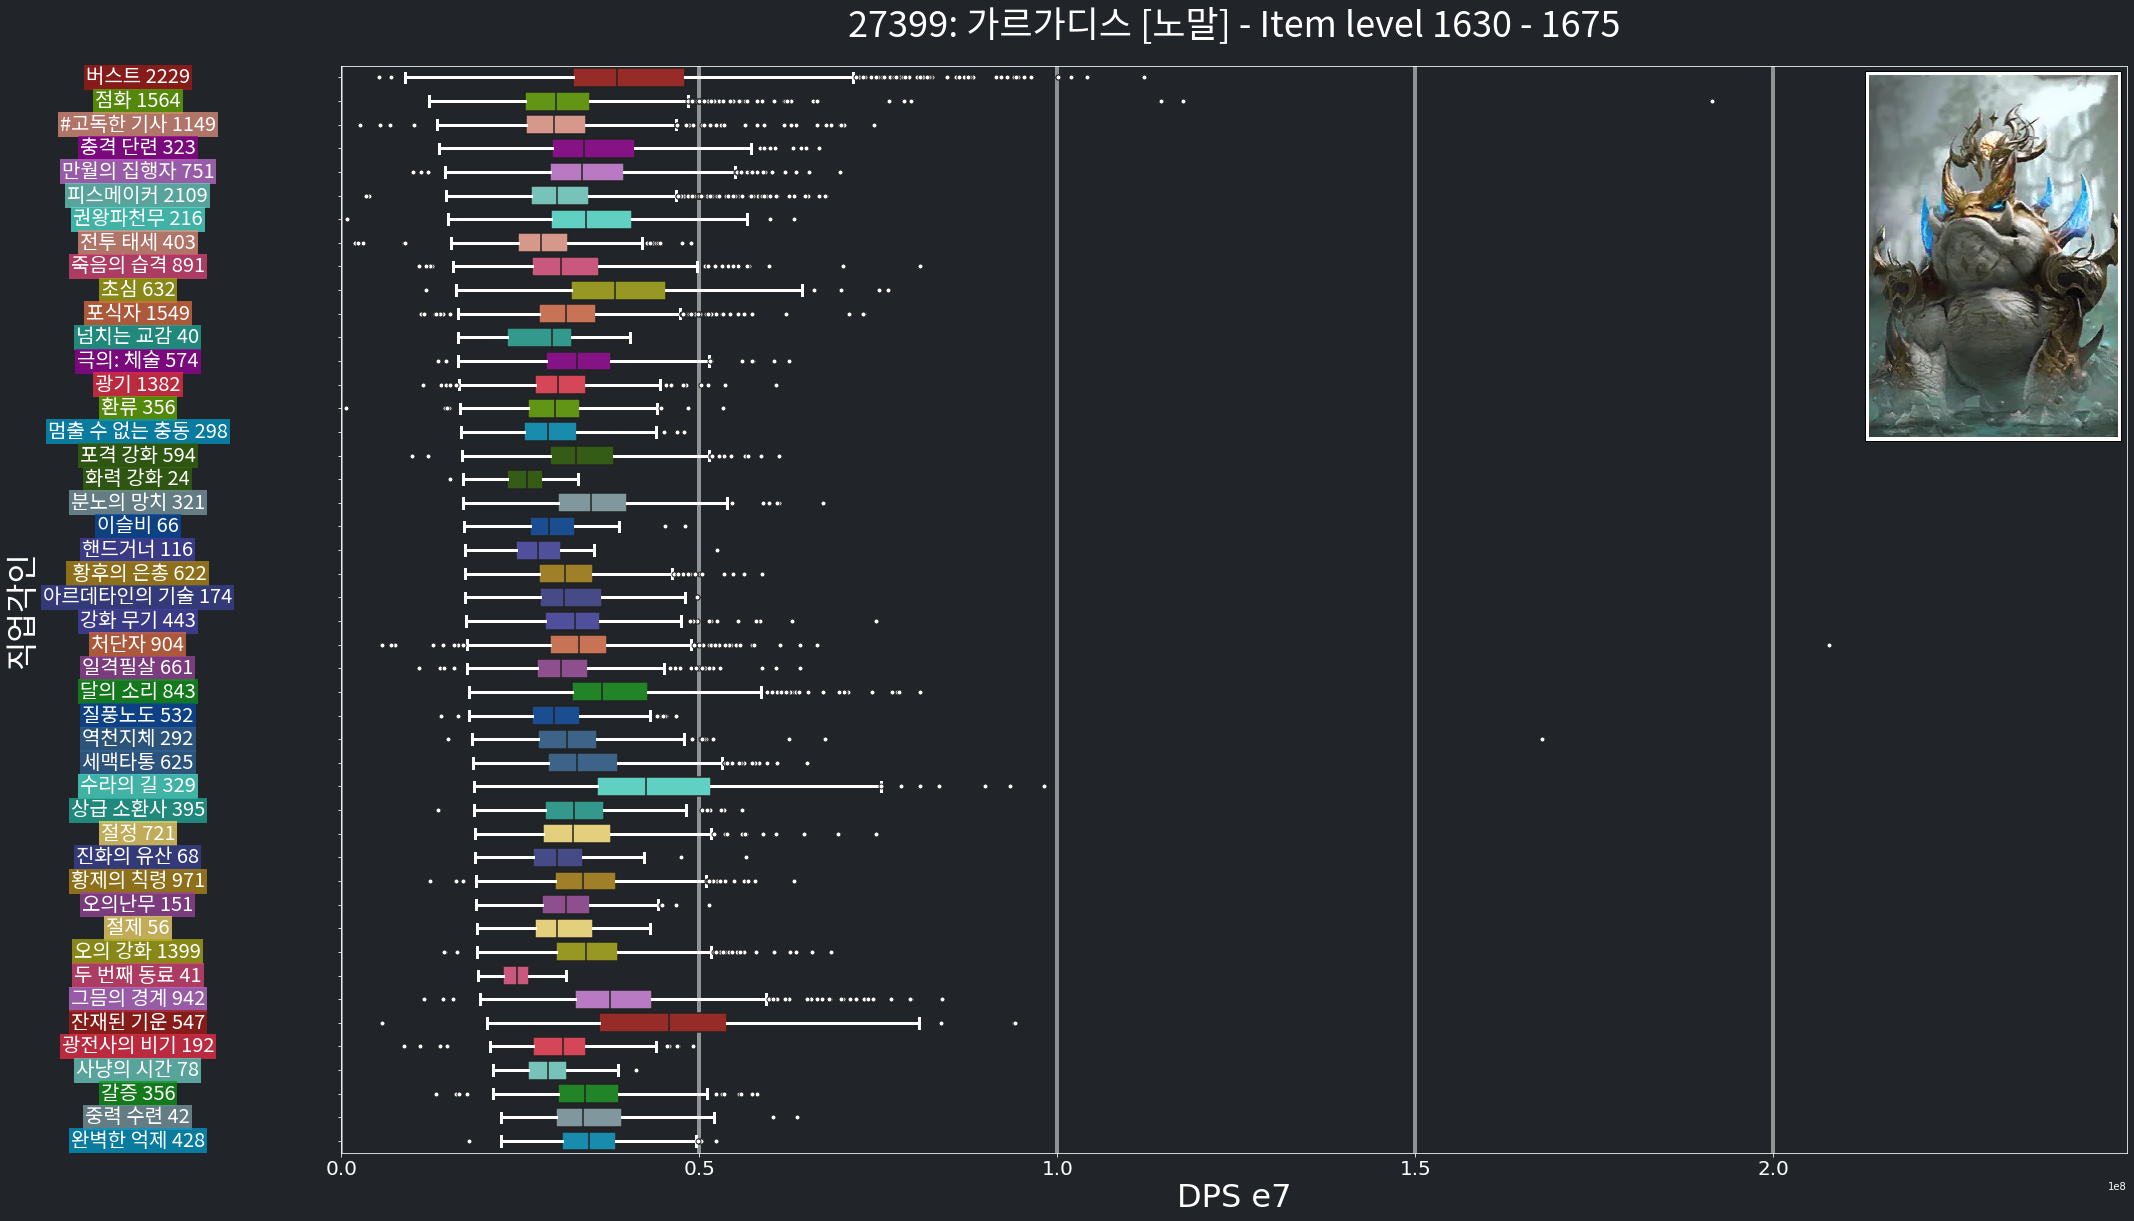 27399: 가르가디스 [노말] - Item level 1630 - 1675
버스트 2229
점화 1564
#고독한 기사 1149
충격 단련 323
만월의 집행자 751
피스메이커 2109
권왕파천무 216
전투 태세 403
죽음의 습격 891
초심 632
포식자 1549
넘치는 교감 40
극의: 체술 574
광기 1382
환류 356
멈출 수 없는 충동 298
포격 강화 594
화력 강화 24
분노의 망치 321
이슬비 66
핸드거너 116
황후의 은총 622
아르데타인의 기술 174
강화 무기 443
처단자 904
일격필살 661
달의 소리 843
질풍노도 532
역천지체 292
세맥타통 625
수라의 길 329
상급 소환사 395
절정 721
진화의 유산 68
황제의 칙령 971
오의난무 151
절제 56
오의 강화 1399
두 번째 동료 41
그믐의 경계 942
잔재된 기운 547
광전사의 비기 192
사냥의 시간 78
갈증 356
중력 수련 42
완벽한 억제 428
직업각인
0.0 0.5 1.0 1.5 2.0
DPS e7
1e8